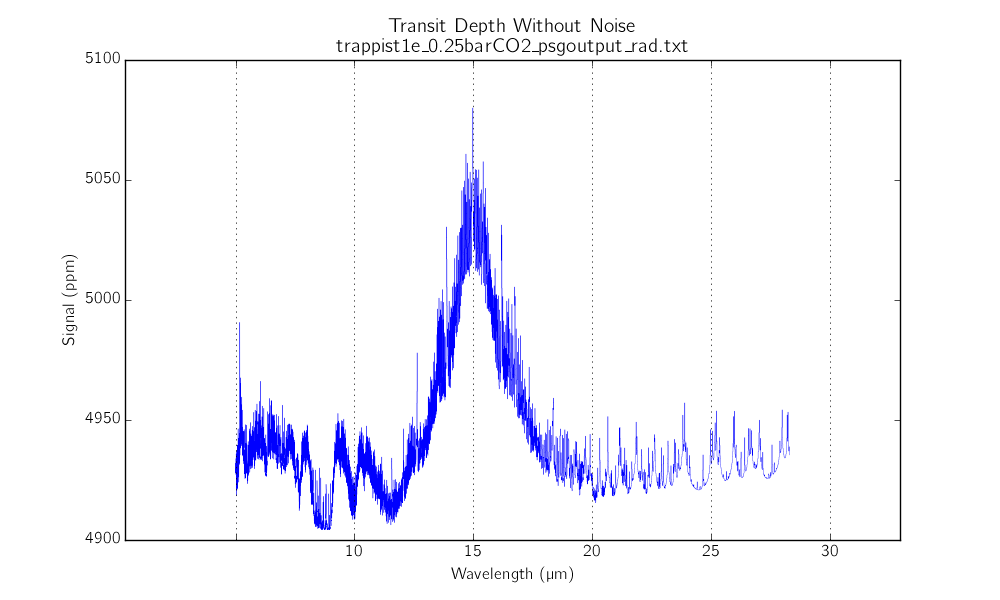 Transit Depth Without Noise
trappist1e_0.25barCO2_psgoutput_rad.txt
5100
5050
5000
4950
4900
Signal (ppm)
10
15
20
25
30
Wavelength (μm)